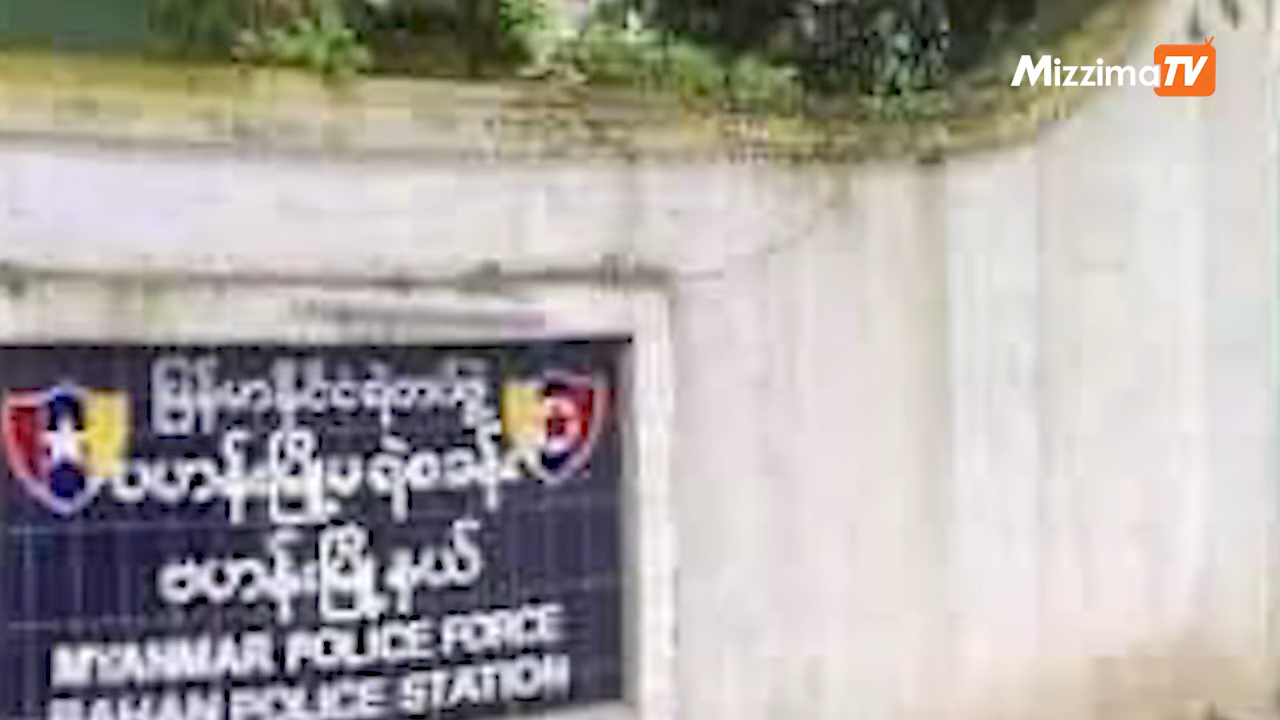 MizzimaTV
မြန်မာနိုင်ငံရဲတပ်ဖွဲ့
ဗဟန်းမြို့မရဲစခန်း
ဗဟန်းမြို့နယ်
MYANMAR POLICE FORCE
BAHAN POLICE STATION